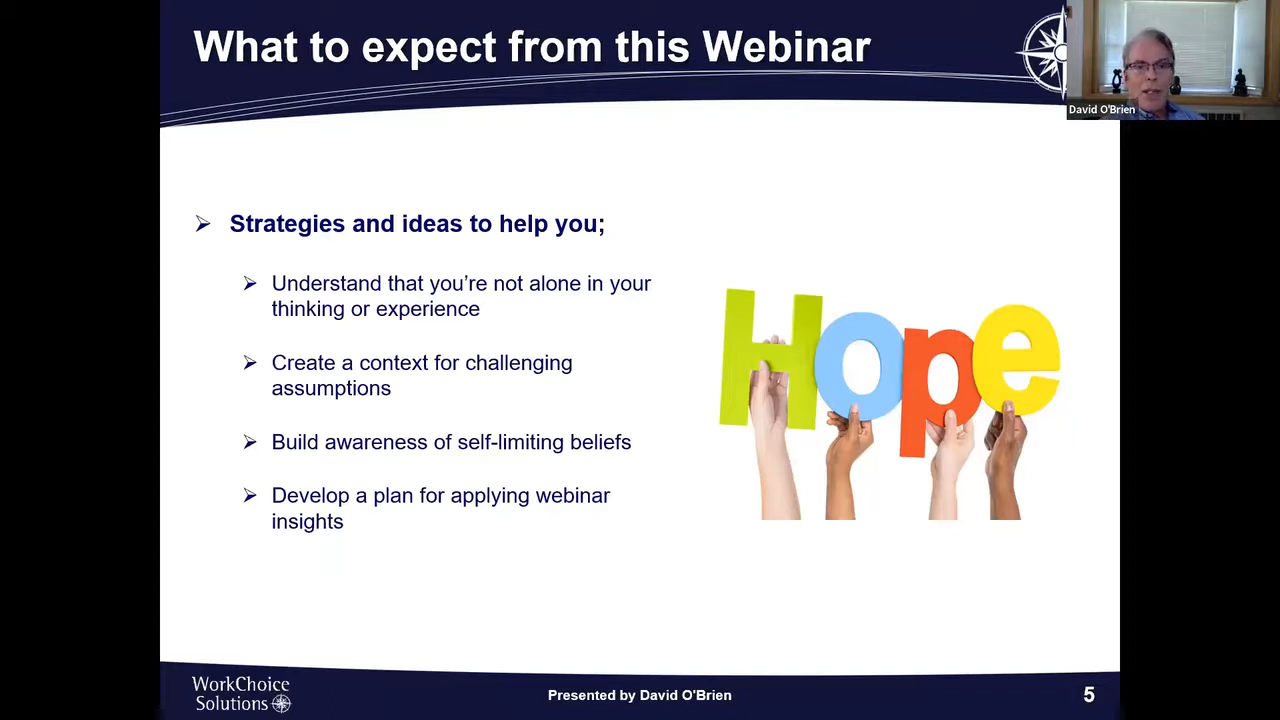 What to expect from this Webinar
David O'Brien
Strategies and ideas to help you;
Understand that you’re not alone in your
thinking or experience
Create a context for challenging
assumptions
Build awareness of self-limiting beliefs
Develop a plan for applying webinar
insights
Hope
WorkChoice
Solutions
Presented by David O'Brien
5